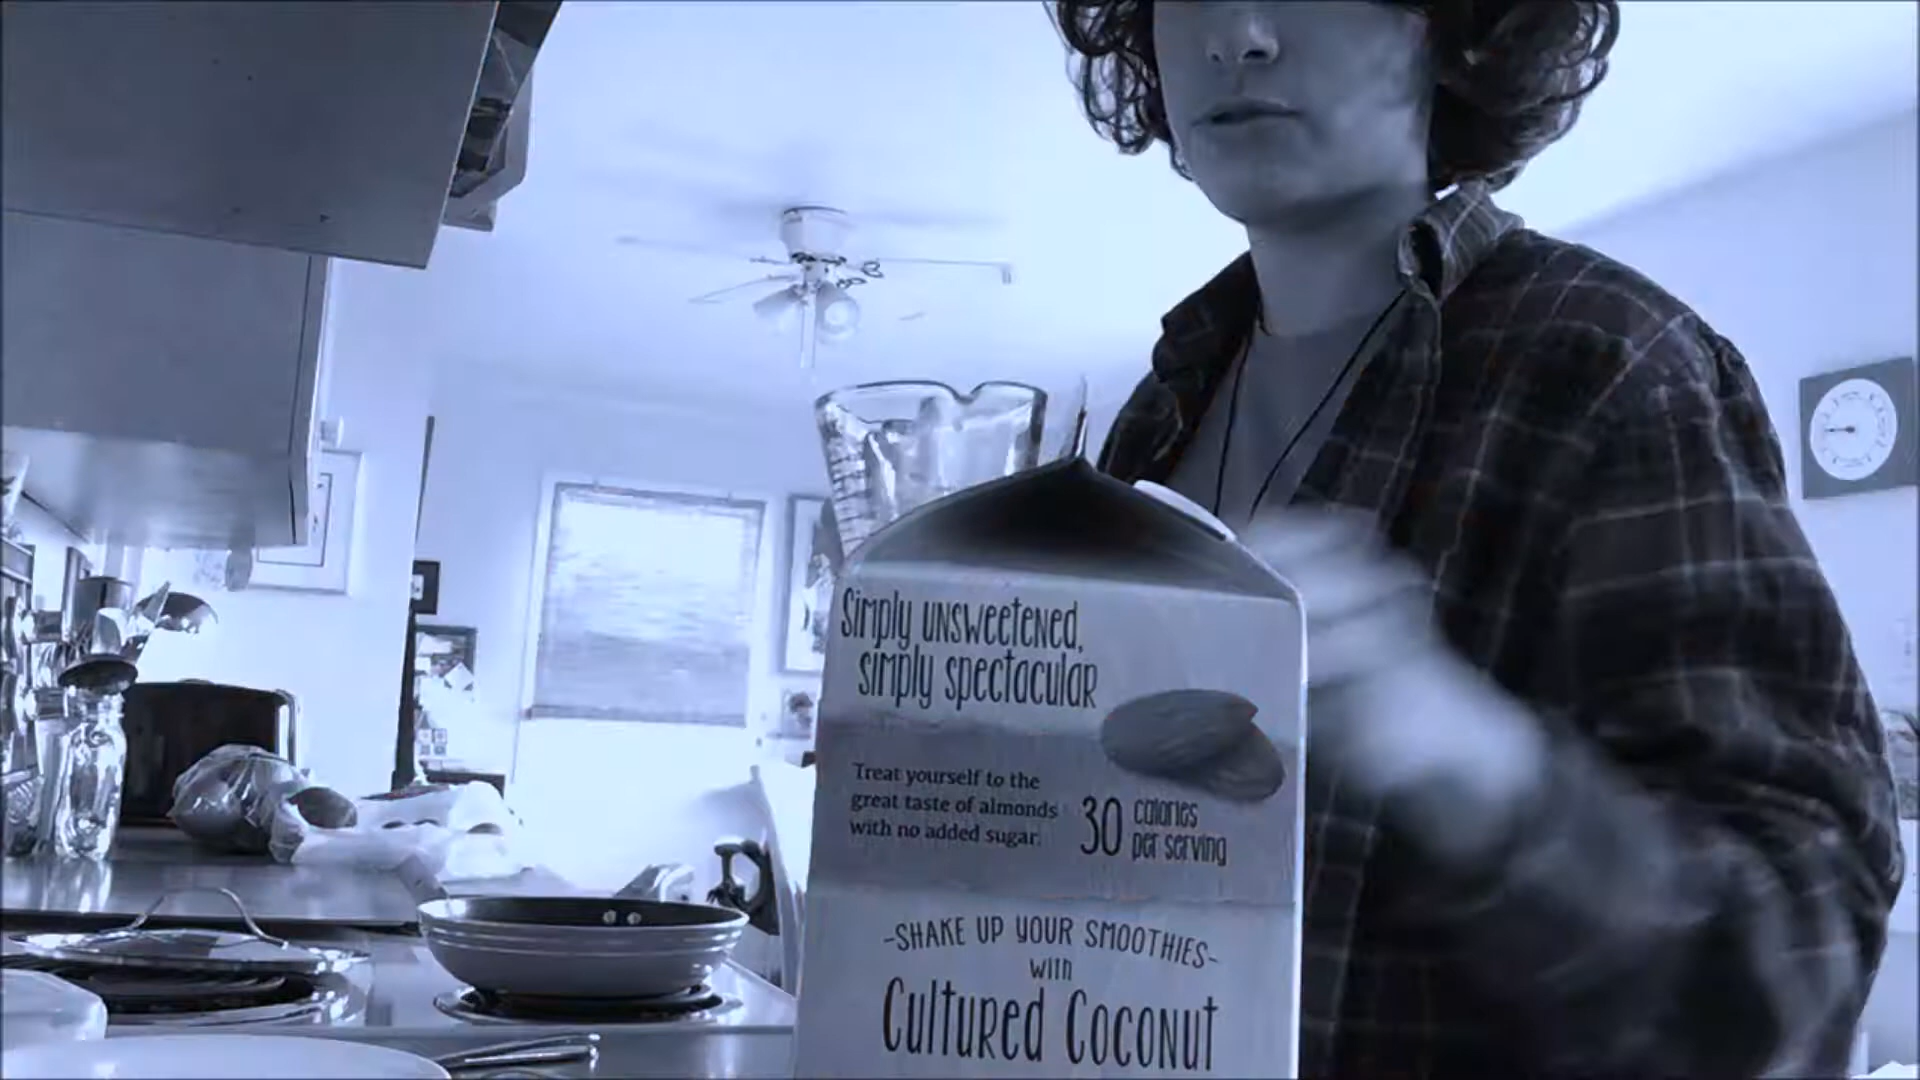 Simply unsweetened,
simply spectacular
Treat yourself to the
great taste of almonds
with no added sugar.
30 calories
per serving
-SHAKE UP YOUR SMOOTHIES-
with
Cultured Coconut